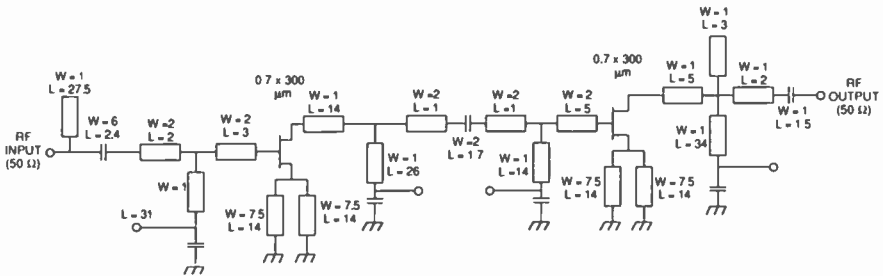 W = 1
L = 27.5
RF
INPUT
(50 Ω)
W = 6
L = 2.4
W =2
L = 2
W = 1
L = 31
W = 2
L = 3
0.7 x 300
µm
W = 7.5
L = 14
W = 7.5
L = 14
W = 1
L = 14
W = 1
L = 26
W =2
L = 1
W =2
L = 1.7
W =2
L = 1
W = 1
L = 14
W = 2
L = 5
0.7 x 300
µm
W = 7.5
L = 14
W = 7.5
L = 14
W = 1
L = 5
W = 1
L = 3
W = 1
L = 34
W = 1
L = 2
W = 1
L = 1.5
RF
OUTPUT
(50 Ω)